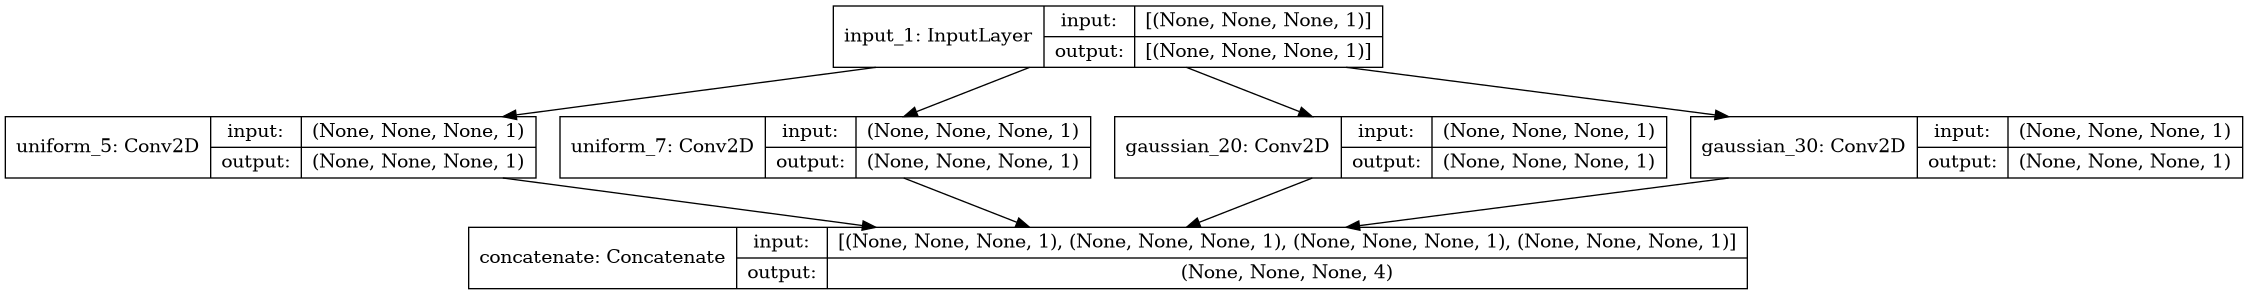 input_1: InputLayer
input:
[(None, None, None, 1)]
output:
[(None, None, None, 1)]
uniform_5: Conv2D
input:
(None, None, None, 1)
output:
(None, None, None, 1)
uniform_7: Conv2D
input:
(None, None, None, 1)
output:
(None, None, None, 1)
gaussian_20: Conv2D
input:
(None, None, None, 1)
output:
(None, None, None, 1)
gaussian_30: Conv2D
input:
(None, None, None, 1)
output:
(None, None, None, 1)
concatenate: Concatenate
input:
[(None, None, None, 1), (None, None, None, 1), (None, None, None, 1), (None, None, None, 1)]
output:
(None, None, None, 4)